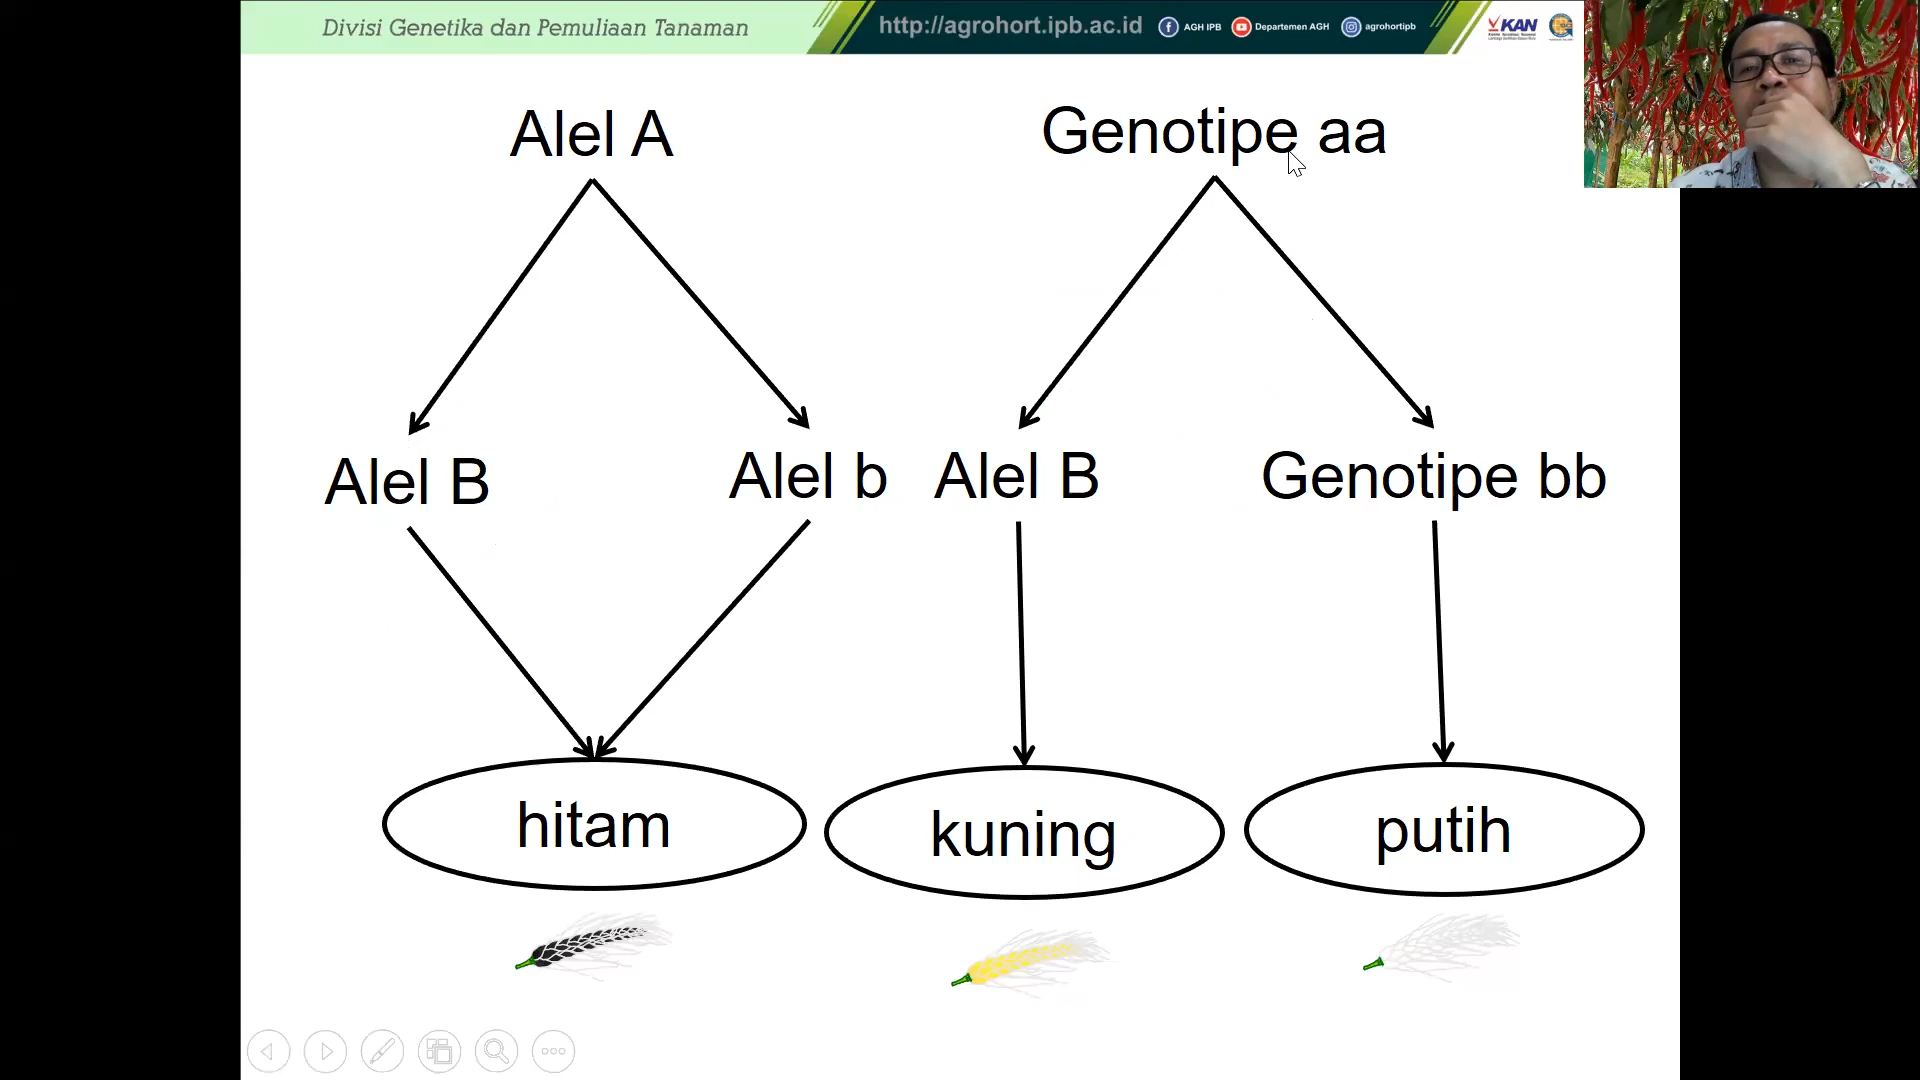 Divisi Genetika dan Pemuliaan Tanaman
http://agrohort.ipb.ac.id
AGH IPB
Departemen AGH
agrohortipb
KAN
Alel A
Genotipe aa
Alel B
Alel b
Alel B
Genotipe bb
hitam
kuning
putih